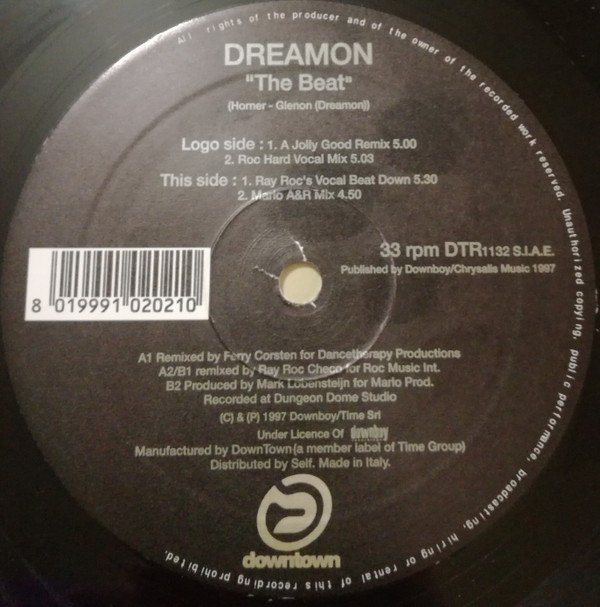 All rights of the producer and of the owner of the recorded work reserved. Unauthorized copying, public performance, broadcasting, hiring or rental of this recording prohibited.
DREAMON
"The Beat"
(Horner - Glenon (Dreamon))
Logo side : 1. A Jolly Good Remix 5.00
2. Roc Hard Vocal Mix 5.03
This side : 1. Ray Roc's Vocal Beat Down 5.30
2. Mario A&R Mix 4.50
33 rpm DTR1132 S.I.A.E.
Published by Downboy/Chrysalis Music 1997
8 019991 020210
A1 Remixed by Ferry Corsten for Dancetherapy Productions
A2/B1 remixed by Ray Roc Checo for Roc Music Int.
B2 Produced by Mark Lobensteijn for Mario Prod.
Recorded at Dungeon Dome Studio
(C) & (P) 1997 Downboy/Time Srl
Under Licence Of downboy
Manufactured by DownTown (a member label of Time Group)
Distributed by Self. Made in Italy.
downtown